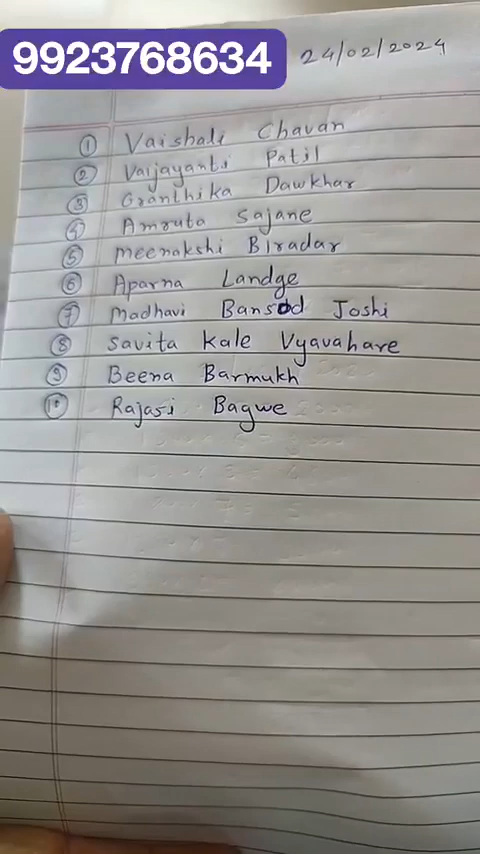 9923768634
24/02/2024
① Vaishali Chavan
② Vaijayanti Patil
③ Granthika Dawkhar
④ Amruta Sajane
⑤ Meenakshi Biradar
⑥ Aparna Landge
⑦ Madhavi Bansod Joshi
⑧ Savita Kale Vyavahare
⑨ Beena Barmukh
⑩ Rajasi Bagwe